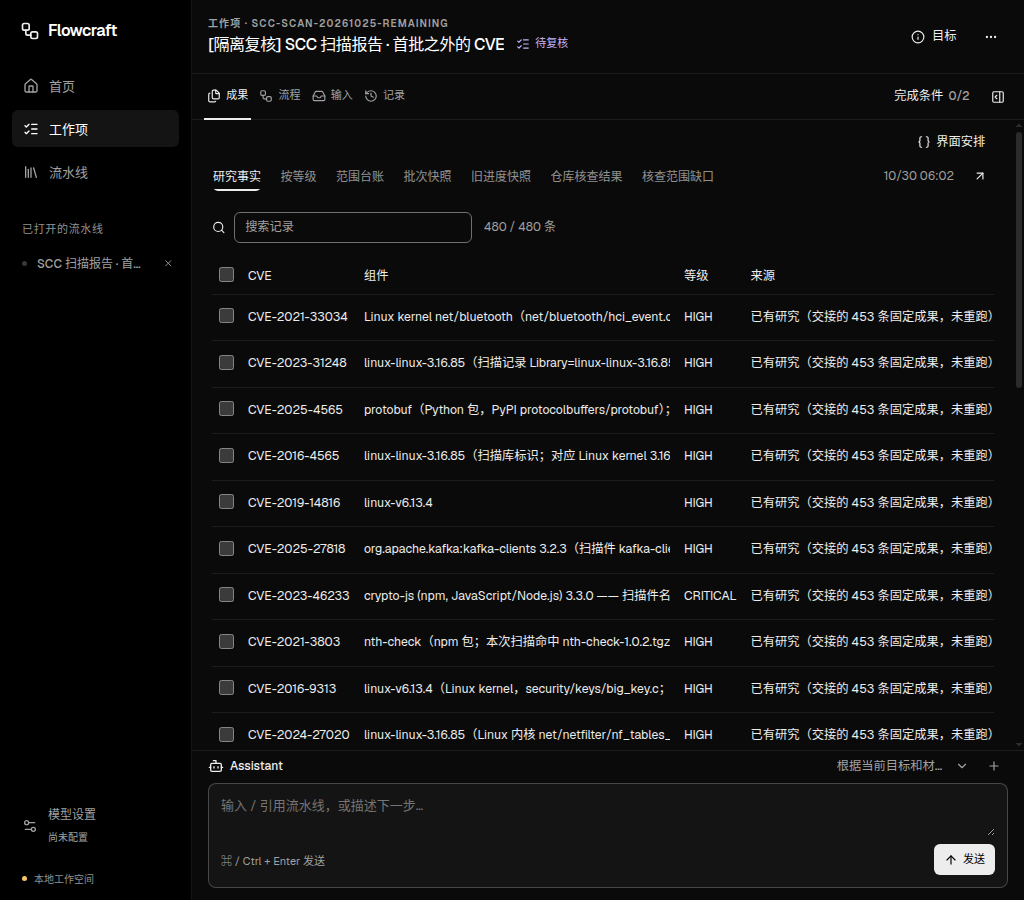 Flowcraft
首页
工作项
流水线
已打开的流水线
SCC 扫描报告 · 首...
模型设置
尚未配置
本地工作空间
工作项 · SCC-SCAN-20261025-REMAINING
[隔离复核] SCC 扫描报告 · 首批之外的 CVE 待复核
目标
成果 流程 输入 记录
完成条件 0/2
界面安排
研究事实 按等级 范围台账 批次快照 旧进度快照 仓库核查结果 核查范围缺口
10/30 06:02
搜索记录
480 / 480 条
CVE 组件 等级 来源
CVE-2021-33034 Linux kernel net/bluetooth（net/bluetooth/hci_event.c HIGH 已有研究（交接的 453 条固定成果，未重跑）
CVE-2023-31248 linux-linux-3.16.85（扫描记录 Library=linux-linux-3.16.85 HIGH 已有研究（交接的 453 条固定成果，未重跑）
CVE-2025-4565 protobuf（Python 包，PyPI protocolbuffers/protobuf）； HIGH 已有研究（交接的 453 条固定成果，未重跑）
CVE-2016-4565 linux-linux-3.16.85（扫描库标识；对应 Linux kernel 3.16 HIGH 已有研究（交接的 453 条固定成果，未重跑）
CVE-2019-14816 linux-v6.13.4 HIGH 已有研究（交接的 453 条固定成果，未重跑）
CVE-2025-27818 org.apache.kafka:kafka-clients 3.2.3（扫描件 kafka-clie HIGH 已有研究（交接的 453 条固定成果，未重跑）
CVE-2023-46233 crypto-js (npm, JavaScript/Node.js) 3.3.0 —— 扫描件名 CRITICAL 已有研究（交接的 453 条固定成果，未重跑）
CVE-2021-3803 nth-check（npm 包；本次扫描命中 nth-check-1.0.2.tgz HIGH 已有研究（交接的 453 条固定成果，未重跑）
CVE-2016-9313 linux-v6.13.4（Linux kernel，security/keys/big_key.c； HIGH 已有研究（交接的 453 条固定成果，未重跑）
CVE-2024-27020 linux-linux-3.16.85（Linux 内核 net/netfilter/nf_tables_ HIGH 已有研究（交接的 453 条固定成果，未重跑）
Assistant
根据当前目标和材...
输入 / 引用流水线，或描述下一步...
⌘ / Ctrl + Enter 发送
发送